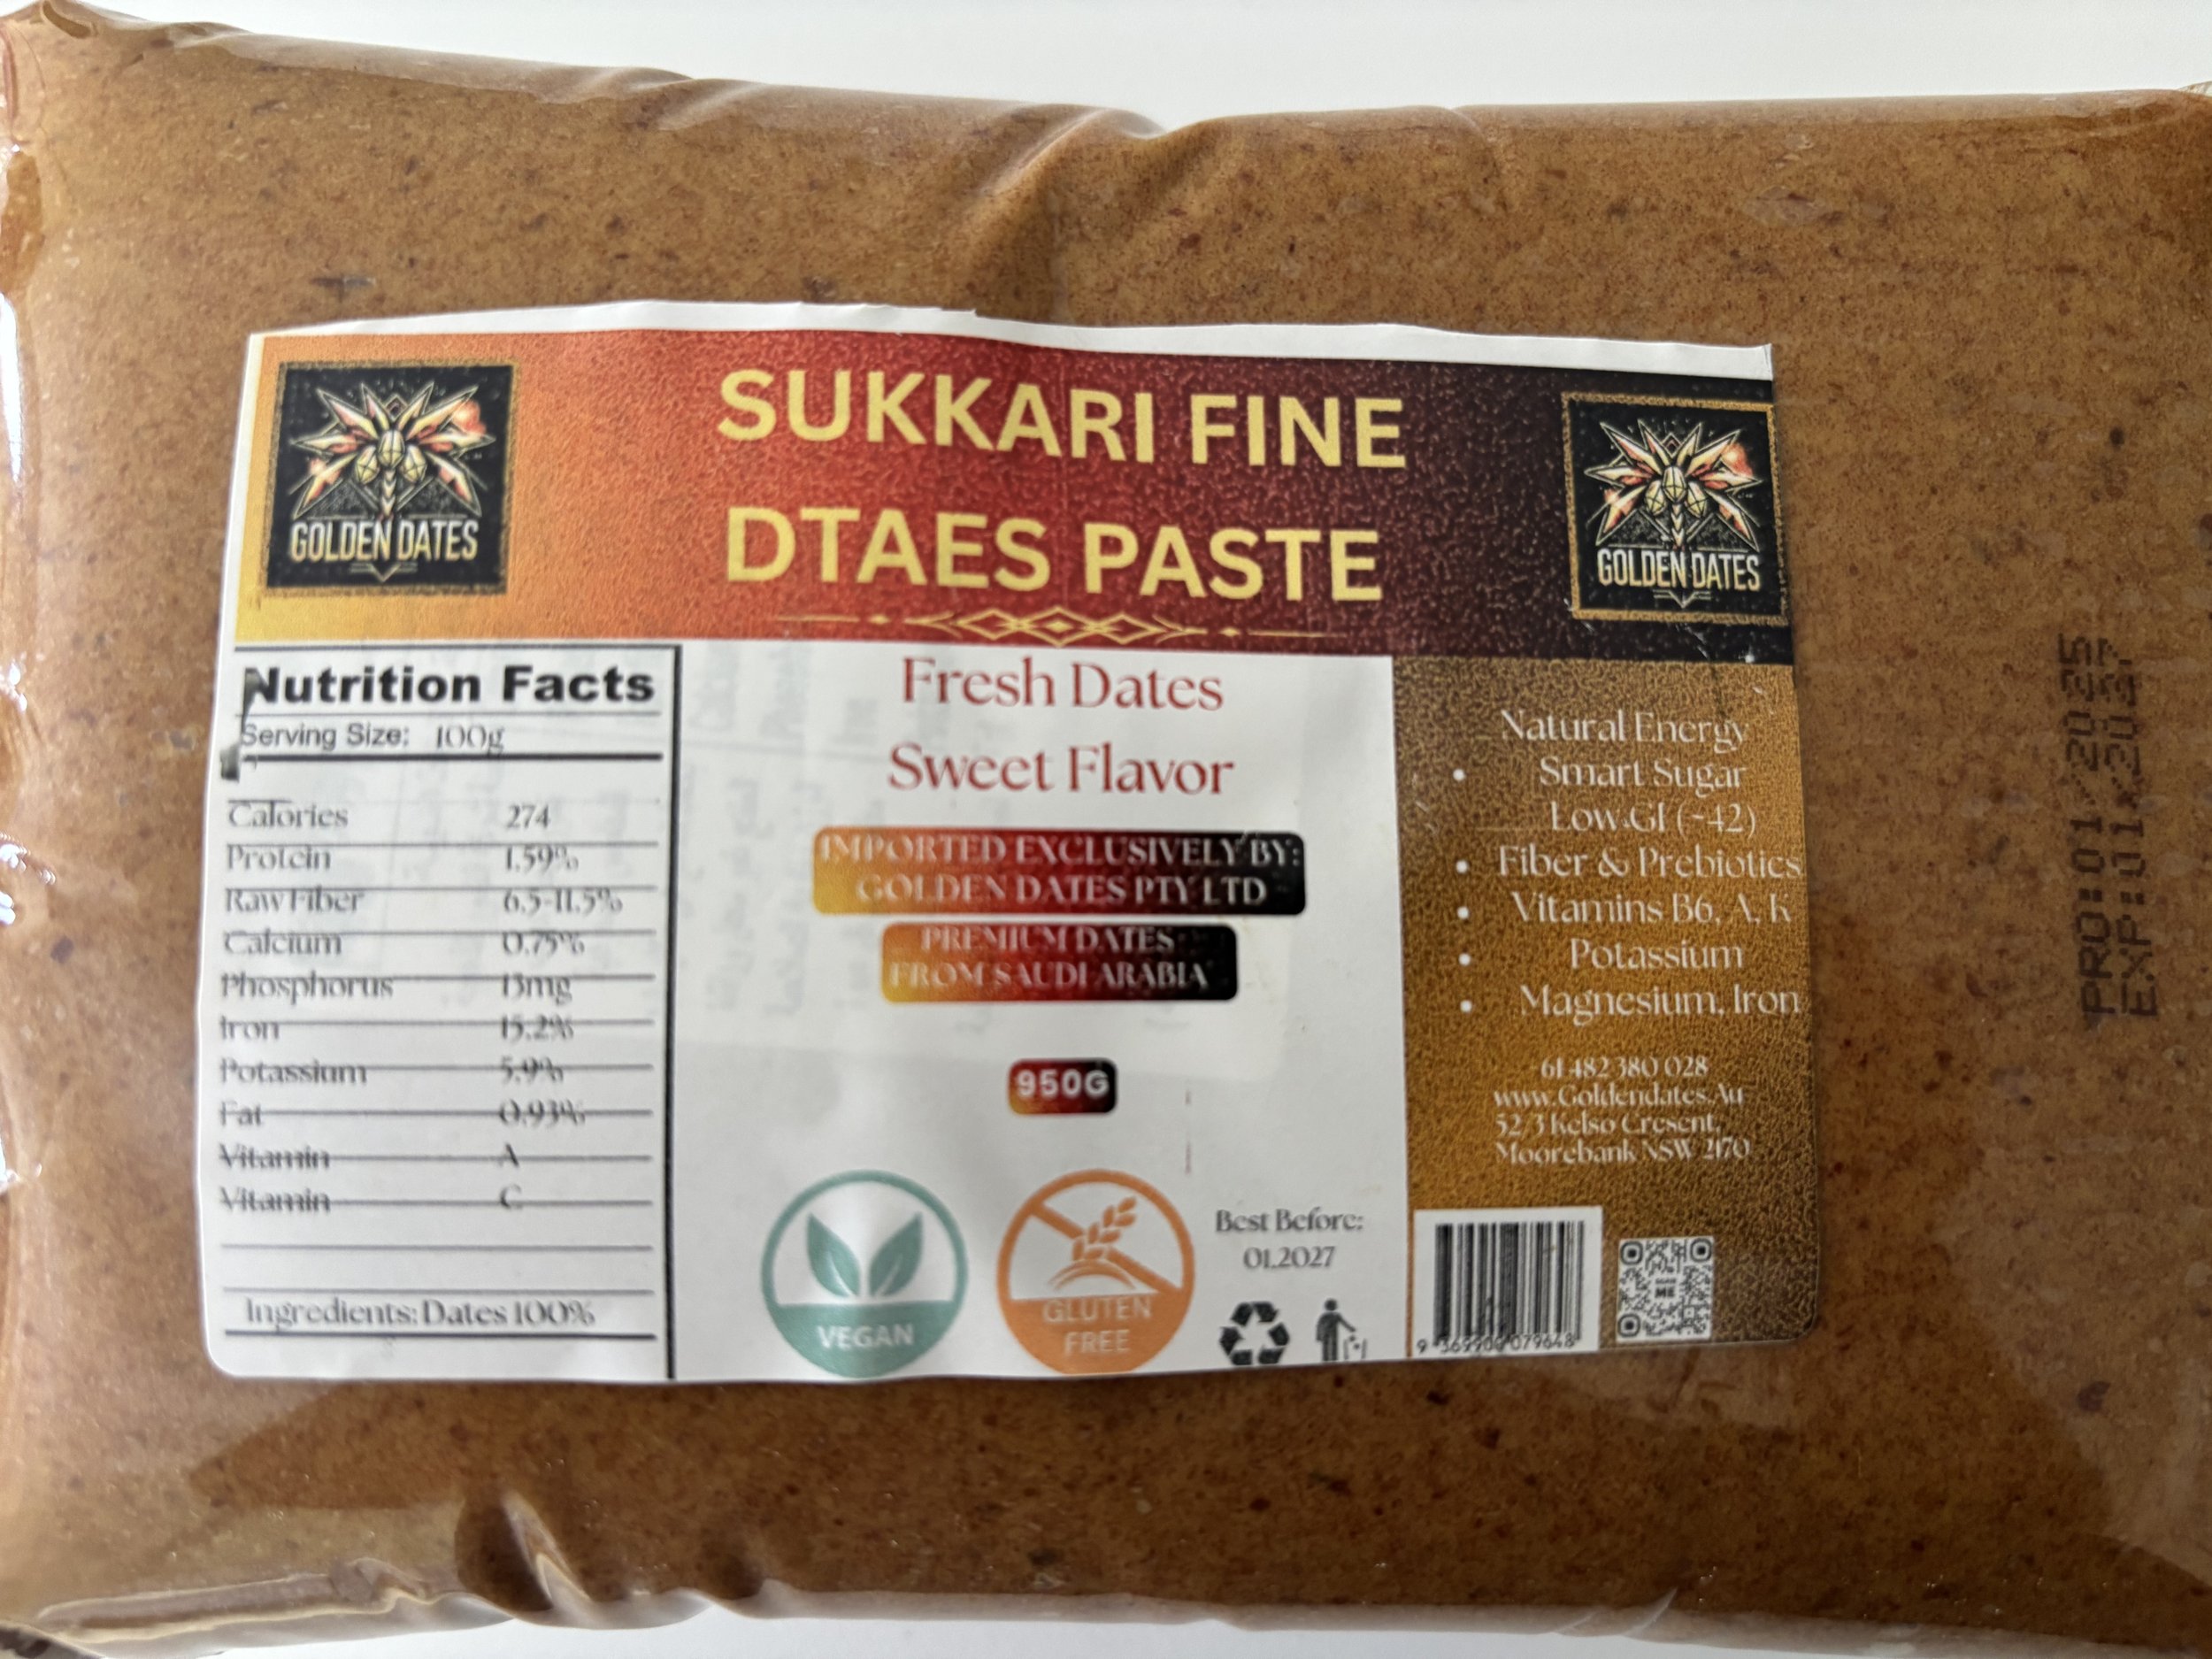 SUKKARI FINE
DTAES PASTE
GOLDEN DATES
GOLDEN DATES
Nutrition Facts
Serving Size: 100g
Calories 274
Protein 1.59%
Raw Fiber 6.5-11.5%
Calcium 0.75%
Phosphorus 13mg
Iron 15.2%
Potassium 5.9%
Fat 0.93%
Vitamin A
Vitamin C
Ingredients: Dates 100%
Fresh Dates
Sweet Flavor
IMPORTED EXCLUSIVELY BY:
GOLDEN DATES PTY LTD
PREMIUM DATES
FROM SAUDI ARABIA
950G
VEGAN
GLUTEN
FREE
Best Before:
01.2027
Natural Energy
• Smart Sugar
Low GI (~42)
• Fiber & Prebiotics
• Vitamins B6, A, K
• Potassium
• Magnesium, Iron
61 482 380 028
www.Goldendates.Au
52/3 Kelso Cresent,
Moorebank NSW 2170
PRO:01/2025
EXP:01/2027